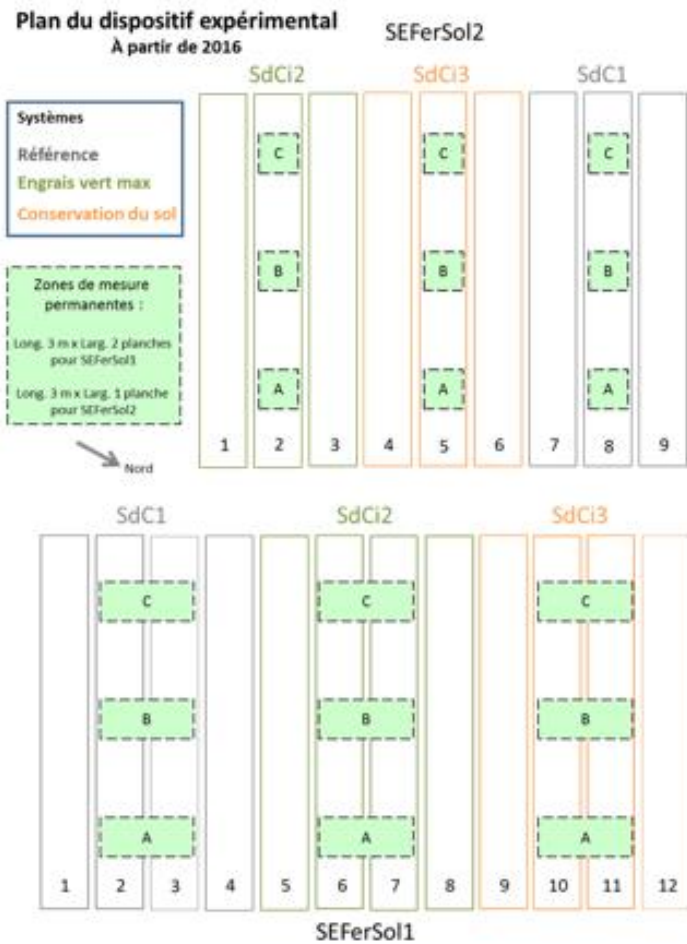 Plan du dispositif expérimental
À partir de 2016
SEFerSol2
SdCi2
SdCi3
SdC1
Systèmes
Référence
Engrais vert max
Conservation du sol
Zones de mesure
permanentes :
Long. 3 m x Larg. 2 planches
pour SEFerSol1
Long. 3 m x Larg. 1 planche
pour SEFerSol2
Nord
C
C
C
B
B
B
A
A
A
1
2
3
4
5
6
7
8
9
SdC1
SdCi2
SdCi3
C
C
C
B
B
B
A
A
A
1
2
3
4
5
6
7
8
9
10
11
12
SEFerSol1